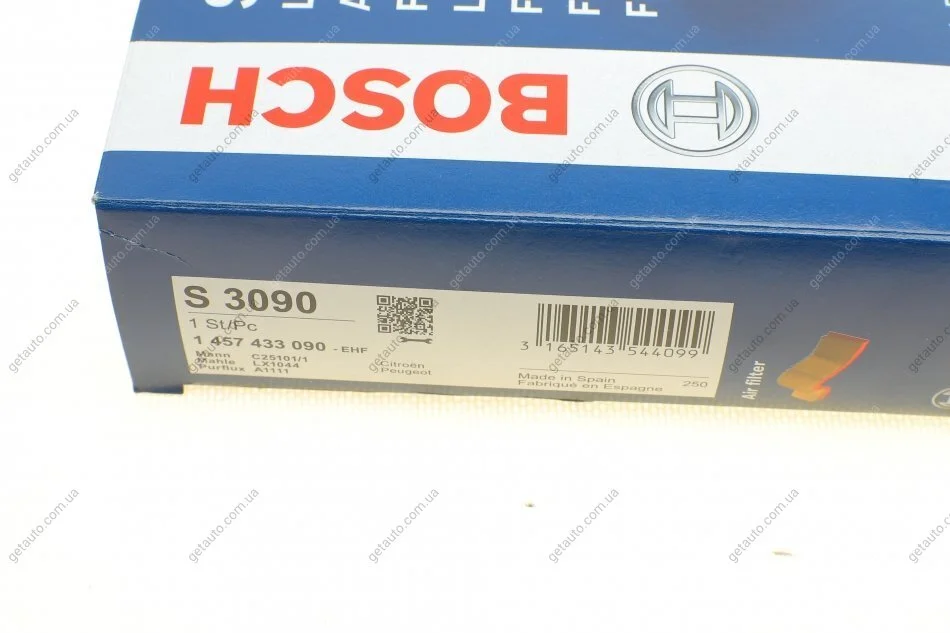 BOSCH
S 3090
1 St/Pc
1 457 433 090 - EHF
Mann C25101/1
Mahle LX1044
Purflux A1111
Citroën
Peugeot
3 165143 544099
Made in Spain
Fabriqué en Espagne
250
Air filter
getauto.com.ua